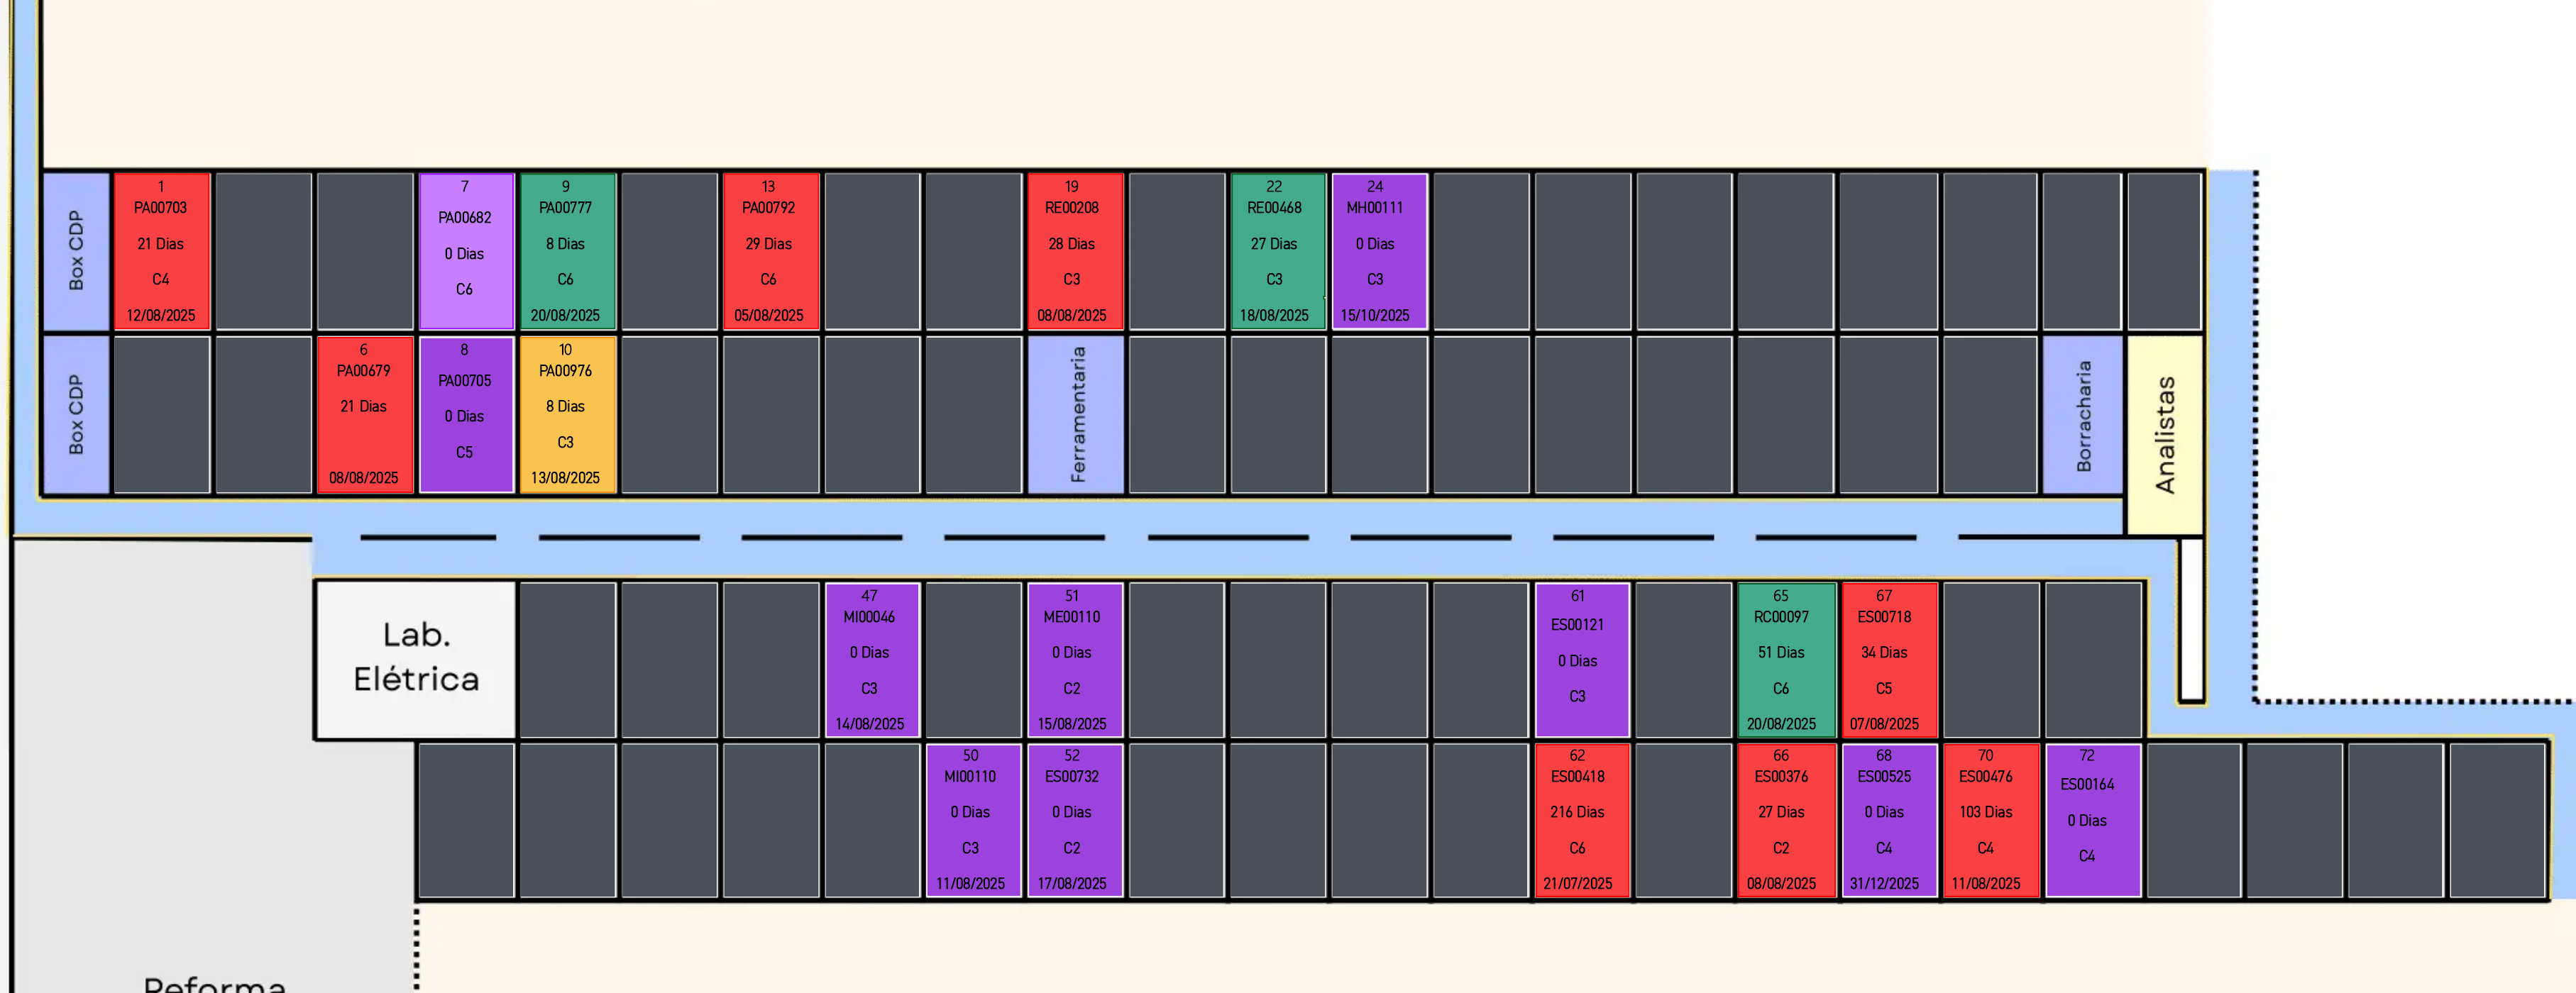 Box CDP
1
PA00703
21 Dias
C4
12/08/2025
7
PA00682
0 Dias
C6
9
PA00777
8 Dias
C6
20/08/2025
13
PA00792
29 Dias
C6
05/08/2025
19
RE00208
28 Dias
C3
08/08/2025
22
RE00468
27 Dias
C3
18/08/2025
24
MH00111
0 Dias
C3
15/10/2025
Box CDP
6
PA00679
21 Dias
08/08/2025
8
PA00705
0 Dias
C5
10
PA00976
8 Dias
C3
13/08/2025
Ferramentaria
Borracharia
Analistas
Lab.
Elétrica
47
MI00046
0 Dias
C3
14/08/2025
51
ME00110
0 Dias
C2
15/08/2025
61
ES00121
0 Dias
C3
65
RC00097
51 Dias
C6
20/08/2025
67
ES00718
34 Dias
C5
07/08/2025
50
MI00110
0 Dias
C3
11/08/2025
52
ES00732
0 Dias
C2
17/08/2025
62
ES00418
216 Dias
C6
21/07/2025
66
ES00376
27 Dias
C2
08/08/2025
68
ES00525
0 Dias
C4
31/12/2025
70
ES00476
103 Dias
C4
11/08/2025
72
ES00164
0 Dias
C4
Reforma